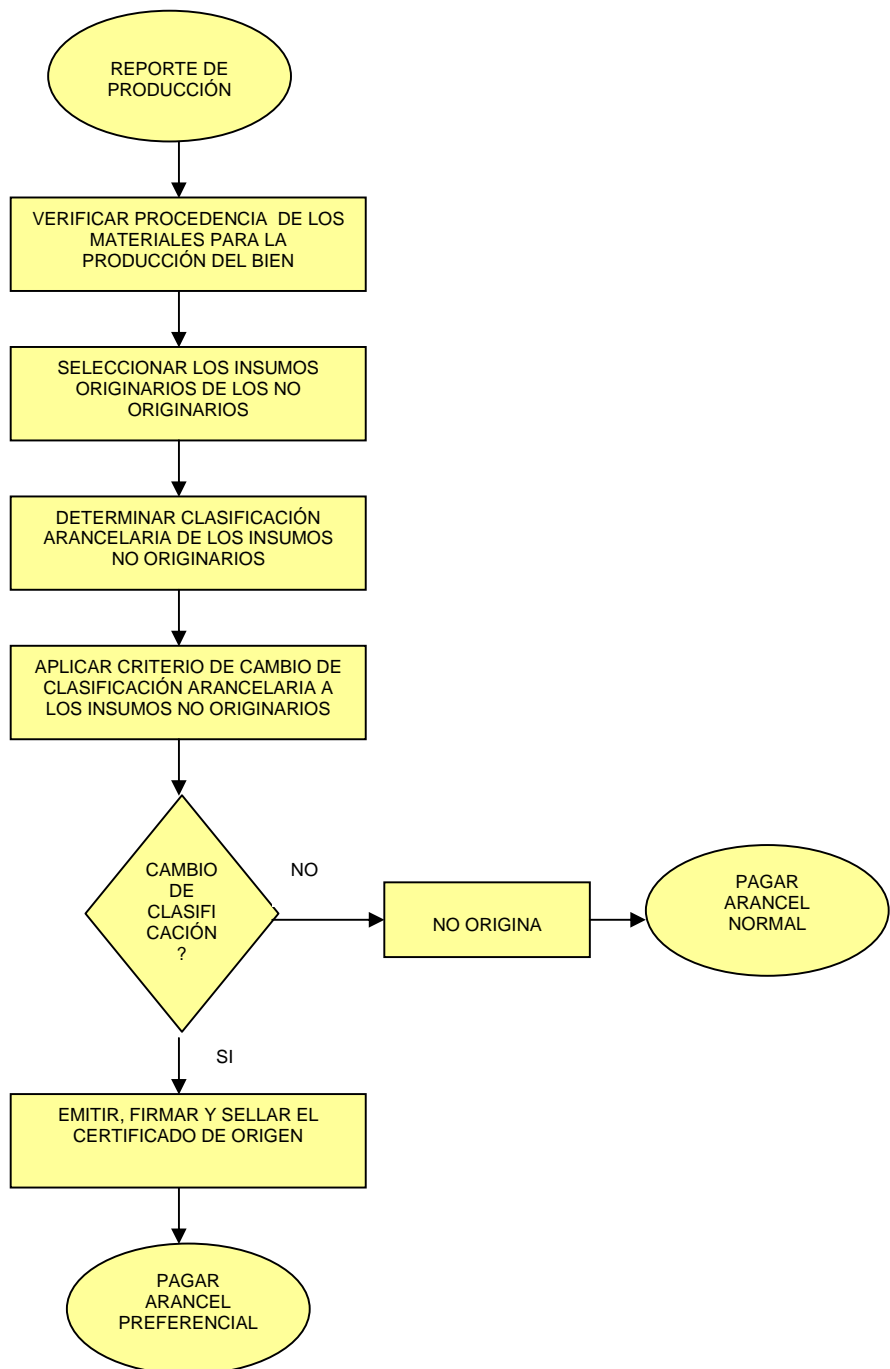 REPORTE DE
PRODUCCIÓN
VERIFICAR PROCEDENCIA DE LOS
MATERIALES PARA LA
PRODUCCIÓN DEL BIEN
SELECCIONAR LOS INSUMOS
ORIGINARIOS DE LOS NO
ORIGINARIOS
DETERMINAR CLASIFICACIÓN
ARANCELARIA DE LOS INSUMOS
NO ORIGINARIOS
APLICAR CRITERIO DE CAMBIO DE
CLASIFICACIÓN ARANCELARIA A
LOS INSUMOS NO ORIGINARIOS
CAMBIO
DE
CLASIFI
CACIÓN
?
NO
NO ORIGINA
PAGAR
ARANCEL
NORMAL
SI
EMITIR, FIRMAR Y SELLAR EL
CERTIFICADO DE ORIGEN
PAGAR
ARANCEL
PREFERENCIAL